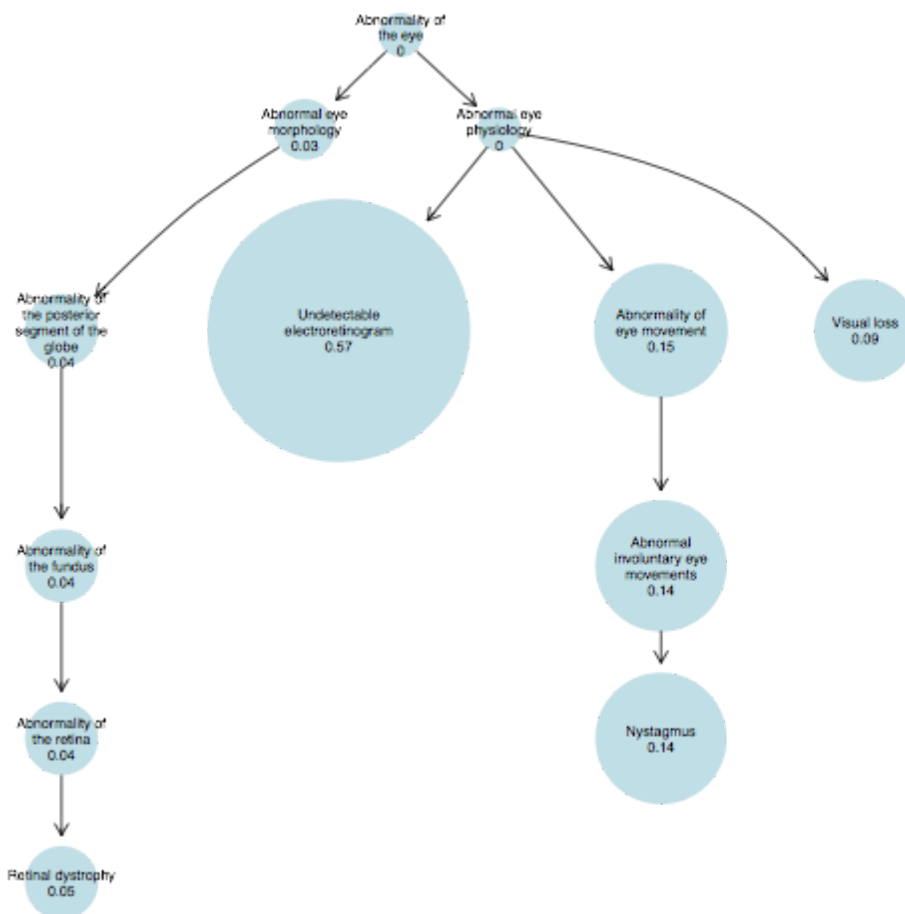 Abnormality of
the eye
0
Abnormal eye
morphology
0.03
Abnormal eye
physiology
0
Abnormality of
the posterior
segment of the
globe
0.04
Undetectable
electroretinogram
0.57
Abnormality of
eye movement
0.15
Visual loss
0.09
Abnormality of
the fundus
0.04
Abnormal
involuntary eye
movements
0.14
Abnormality of
the retina
0.04
Nystagmus
0.14
Retinal dystrophy
0.05